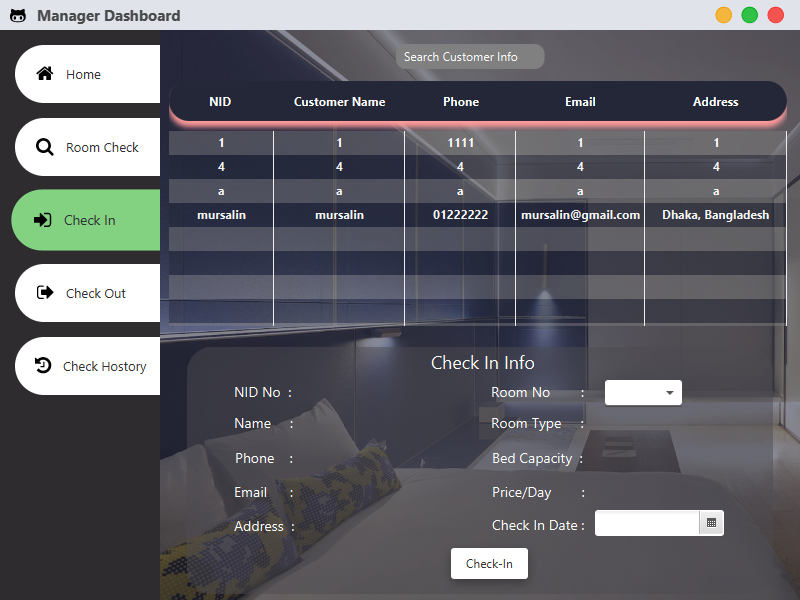 Manager Dashboard
Home
Room Check
Check In
Check Out
Check Hostory
Search Customer Info
NID Customer Name Phone Email Address
1 1 1111 1 1
4 4 4 4 4
a a a a a
mursalin mursalin 01222222 mursalin@gmail.com Dhaka, Bangladesh
Check In Info
NID No : Room No :
Name : Room Type :
Phone : Bed Capacity :
Email : Price/Day :
Address : Check In Date :
Check-In